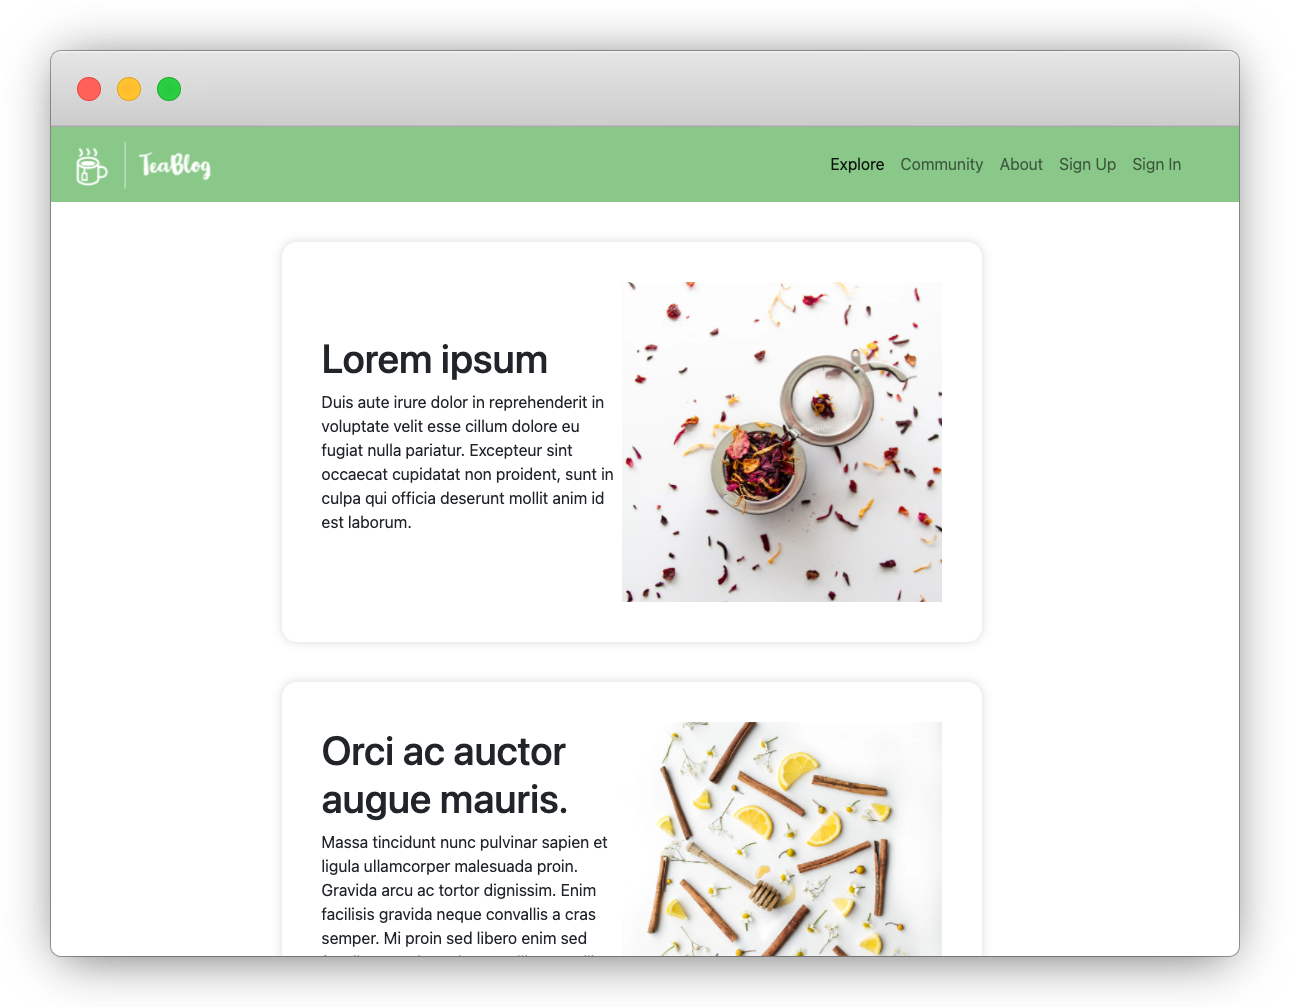 TeaBlog
Explore Community About Sign Up Sign In
Lorem ipsum
Duis aute irure dolor in reprehenderit in
voluptate velit esse cillum dolore eu
fugiat nulla pariatur. Excepteur sint
occaecat cupidatat non proident, sunt in
culpa qui officia deserunt mollit anim id
est laborum.
Orci ac auctor
augue mauris.
Massa tincidunt nunc pulvinar sapien et
ligula ullamcorper malesuada proin.
Gravida arcu ac tortor dignissim. Enim
facilisis gravida neque convallis a cras
semper. Mi proin sed libero enim sed